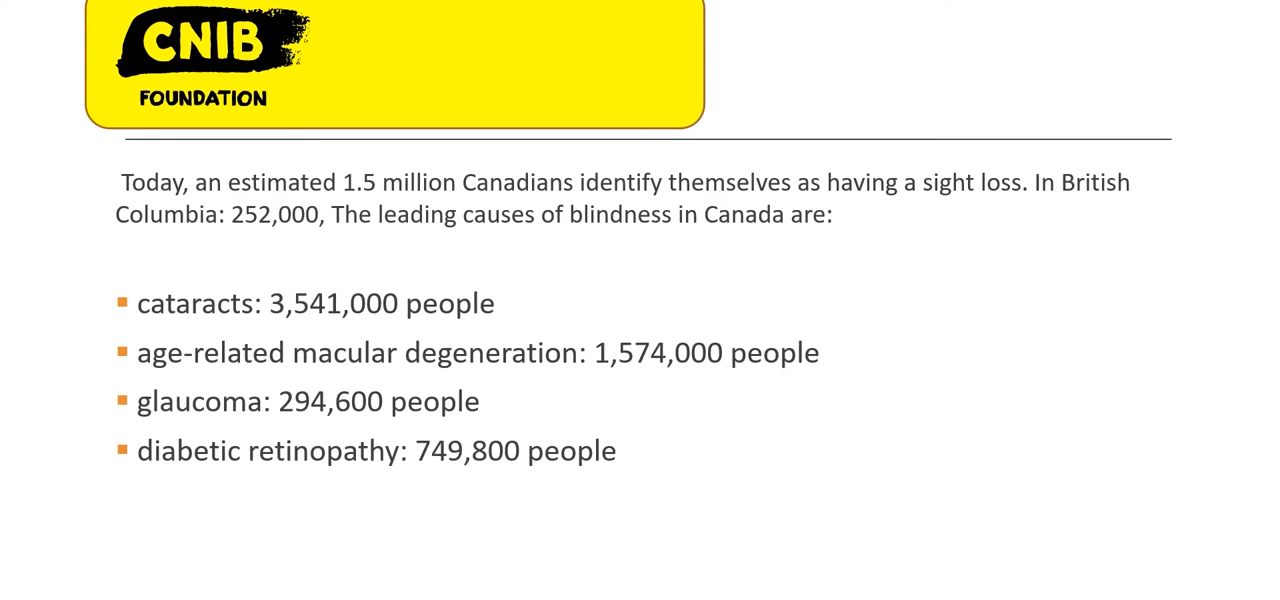 CNIB
FOUNDATION
Today, an estimated 1.5 million Canadians identify themselves as having a sight loss. In British
Columbia: 252,000, The leading causes of blindness in Canada are:
▪ cataracts: 3,541,000 people
▪ age-related macular degeneration: 1,574,000 people
▪ glaucoma: 294,600 people
▪ diabetic retinopathy: 749,800 people